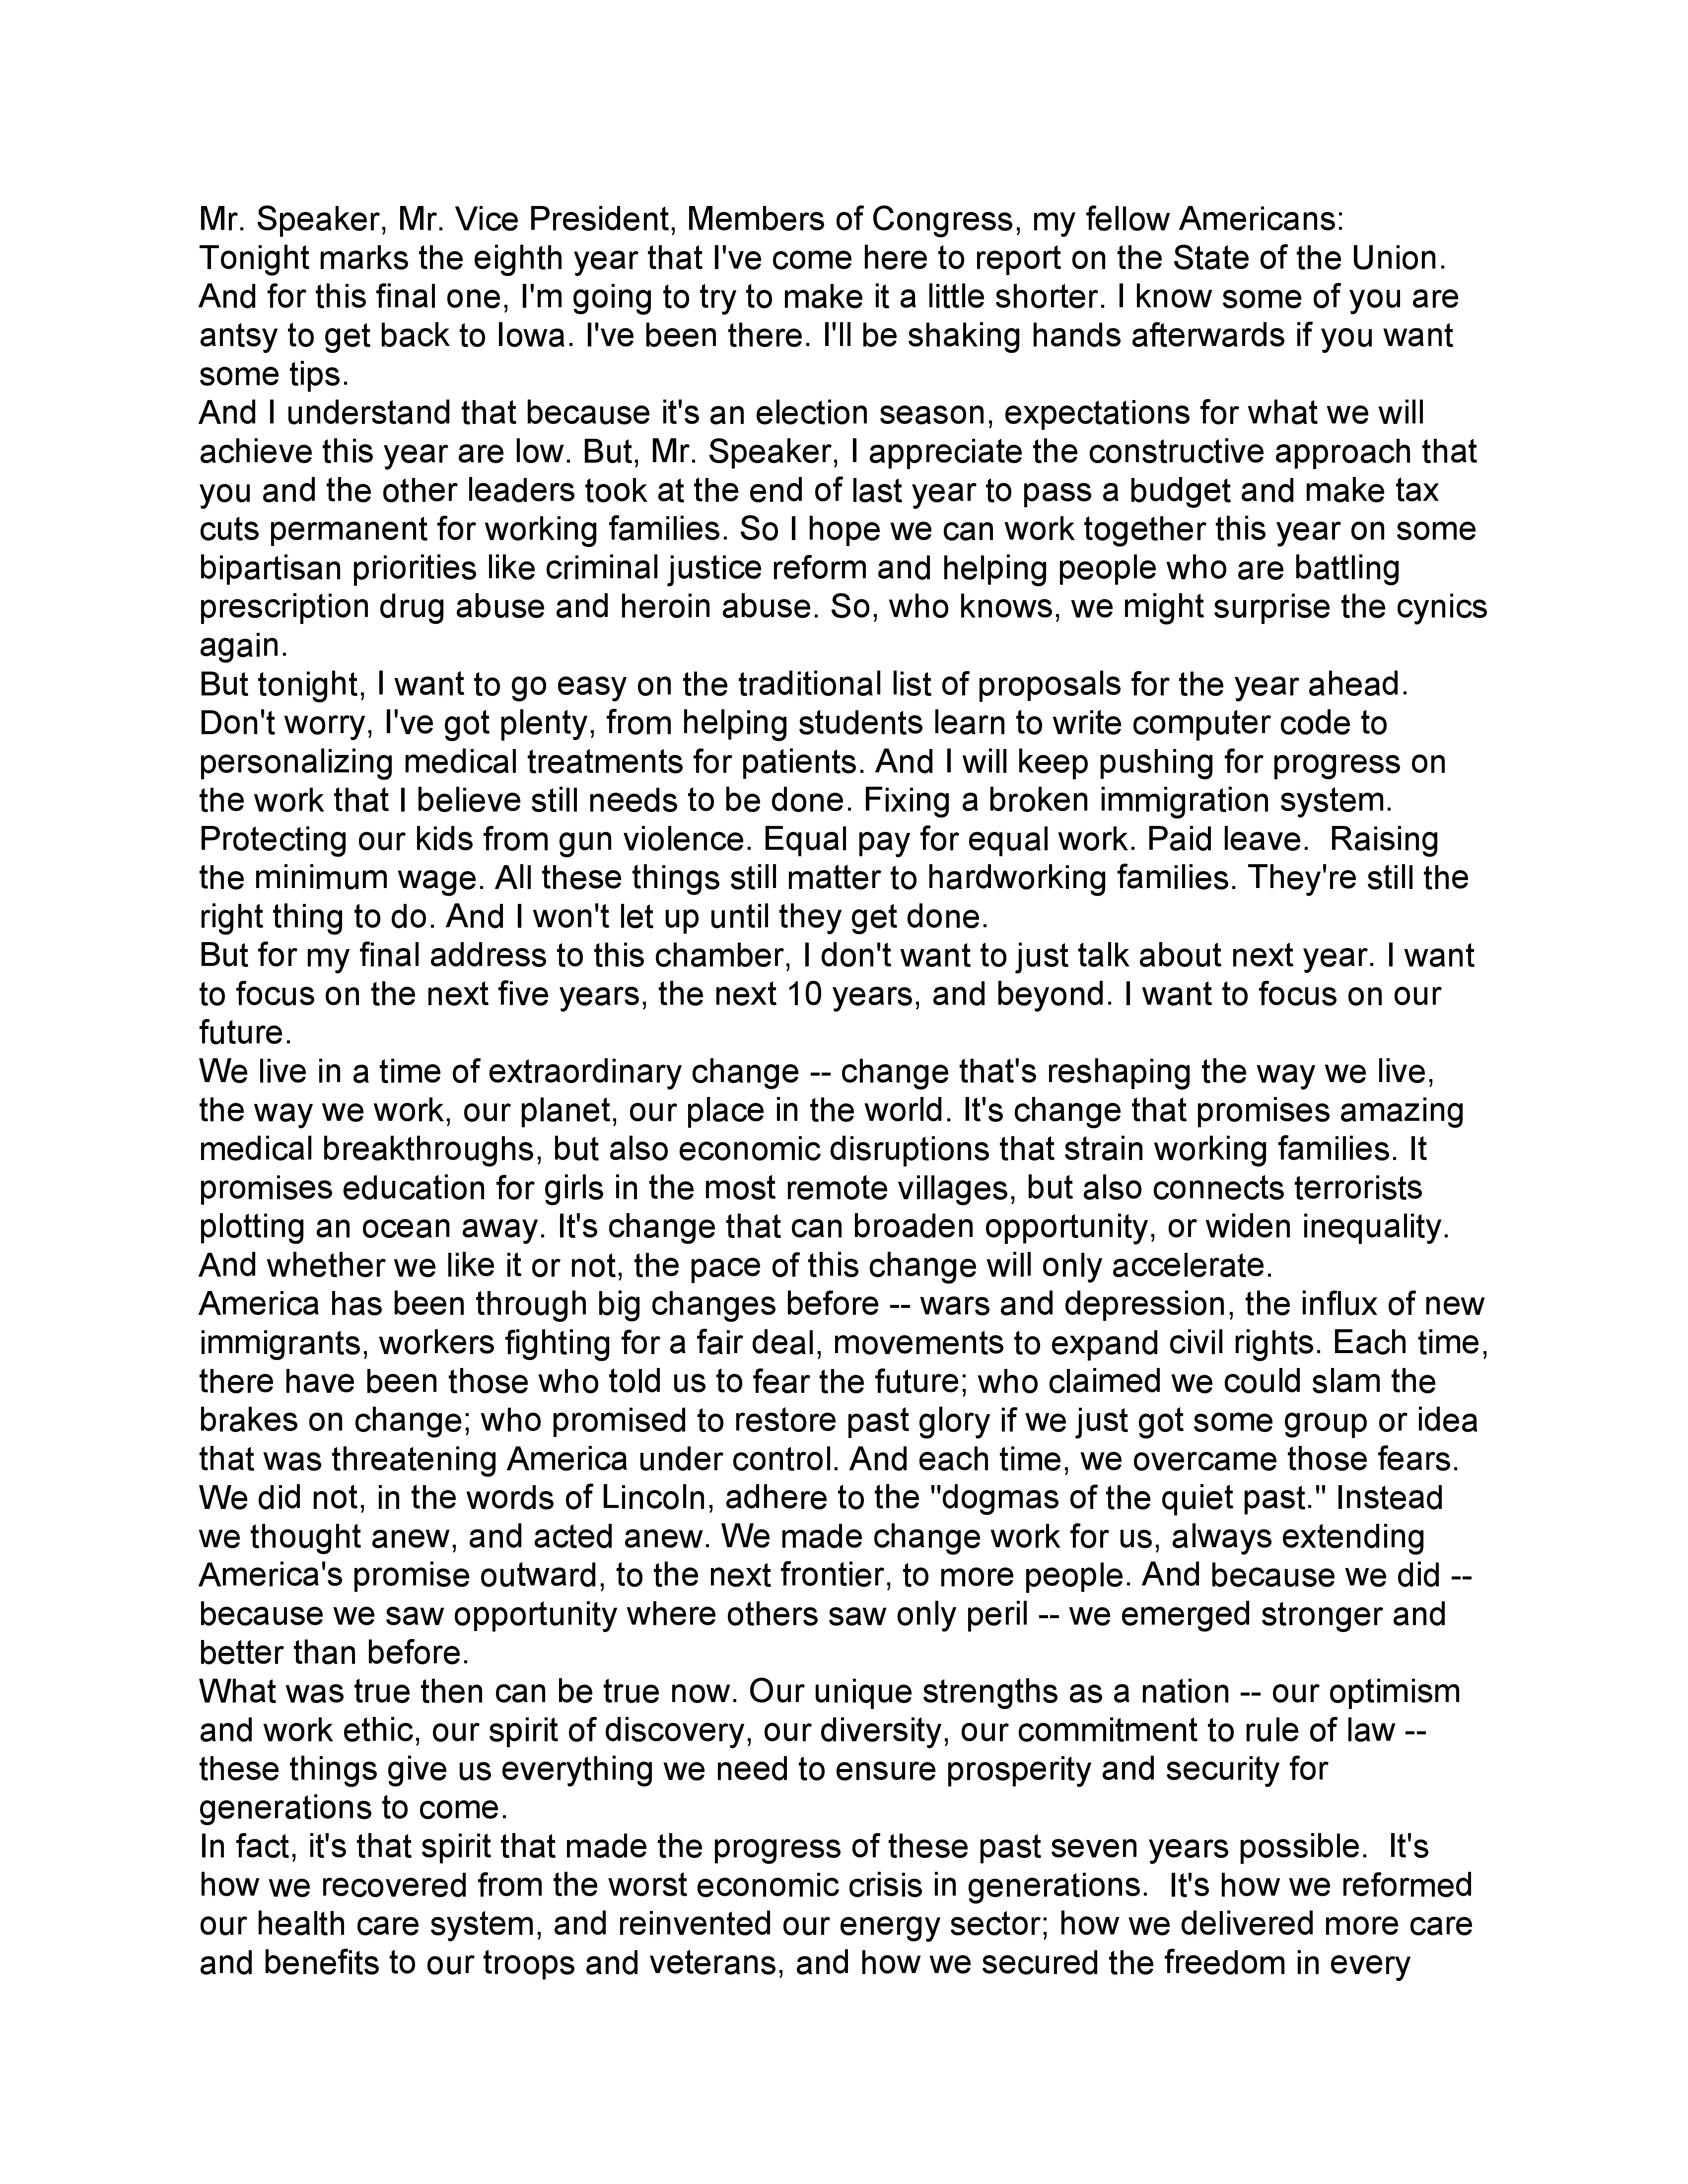 Mr. Speaker, Mr. Vice President, Members of Congress, my fellow Americans:
Tonight marks the eighth year that I've come here to report on the State of the Union.
And for this final one, I'm going to try to make it a little shorter. I know some of you are
antsy to get back to Iowa. I've been there. I'll be shaking hands afterwards if you want
some tips.
And I understand that because it's an election season, expectations for what we will
achieve this year are low. But, Mr. Speaker, I appreciate the constructive approach that
you and the other leaders took at the end of last year to pass a budget and make tax
cuts permanent for working families. So I hope we can work together this year on some
bipartisan priorities like criminal justice reform and helping people who are battling
prescription drug abuse and heroin abuse. So, who knows, we might surprise the cynics
again.
But tonight, I want to go easy on the traditional list of proposals for the year ahead.
Don't worry, I've got plenty, from helping students learn to write computer code to
personalizing medical treatments for patients. And I will keep pushing for progress on
the work that I believe still needs to be done. Fixing a broken immigration system.
Protecting our kids from gun violence. Equal pay for equal work. Paid leave.  Raising
the minimum wage. All these things still matter to hardworking families. They're still the
right thing to do. And I won't let up until they get done.
But for my final address to this chamber, I don't want to just talk about next year. I want
to focus on the next five years, the next 10 years, and beyond. I want to focus on our
future.
We live in a time of extraordinary change -- change that's reshaping the way we live,
the way we work, our planet, our place in the world. It's change that promises amazing
medical breakthroughs, but also economic disruptions that strain working families. It
promises education for girls in the most remote villages, but also connects terrorists
plotting an ocean away. It's change that can broaden opportunity, or widen inequality.
And whether we like it or not, the pace of this change will only accelerate.
America has been through big changes before -- wars and depression, the influx of new
immigrants, workers fighting for a fair deal, movements to expand civil rights. Each time,
there have been those who told us to fear the future; who claimed we could slam the
brakes on change; who promised to restore past glory if we just got some group or idea
that was threatening America under control. And each time, we overcame those fears.
We did not, in the words of Lincoln, adhere to the "dogmas of the quiet past." Instead
we thought anew, and acted anew. We made change work for us, always extending
America's promise outward, to the next frontier, to more people. And because we did --
because we saw opportunity where others saw only peril -- we emerged stronger and
better than before.
What was true then can be true now. Our unique strengths as a nation -- our optimism
and work ethic, our spirit of discovery, our diversity, our commitment to rule of law --
these things give us everything we need to ensure prosperity and security for
generations to come.
In fact, it's that spirit that made the progress of these past seven years possible.  It's
how we recovered from the worst economic crisis in generations.  It's how we reformed
our health care system, and reinvented our energy sector; how we delivered more care
and benefits to our troops and veterans, and how we secured the freedom in every